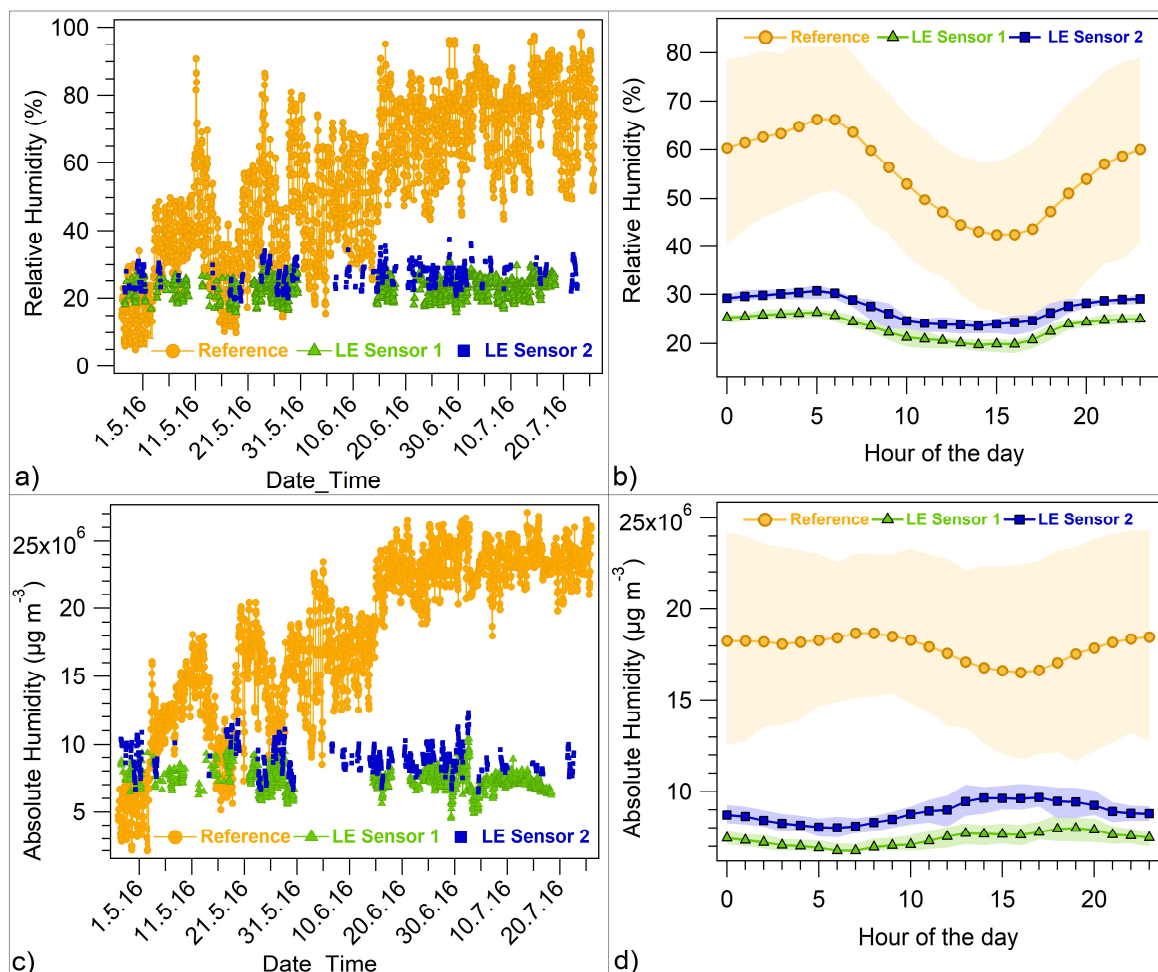 100
80
60
40
20
0
Relative Humidity (%)
Reference LE Sensor 1 LE Sensor 2
1.5.16 11.5.16 21.5.16 31.5.16 10.6.16 20.6.16 30.6.16 10.7.16 20.7.16
a) Date_Time
Reference LE Sensor 1 LE Sensor 2
80
70
60
50
40
30
20
Relative Humidity (%)
0 5 10 15 20
Hour of the day
b)
25x10⁶
20
15
10
5
Absolute Humidity (µg m⁻³)
Reference LE Sensor 1 LE Sensor 2
1.5.16 11.5.16 21.5.16 31.5.16 10.6.16 20.6.16 30.6.16 10.7.16 20.7.16
c) Date_Time
25x10⁶
Reference LE Sensor 1 LE Sensor 2
20
15
10
Absolute Humidity (µg m⁻³)
0 5 10 15 20
Hour of the day
d)